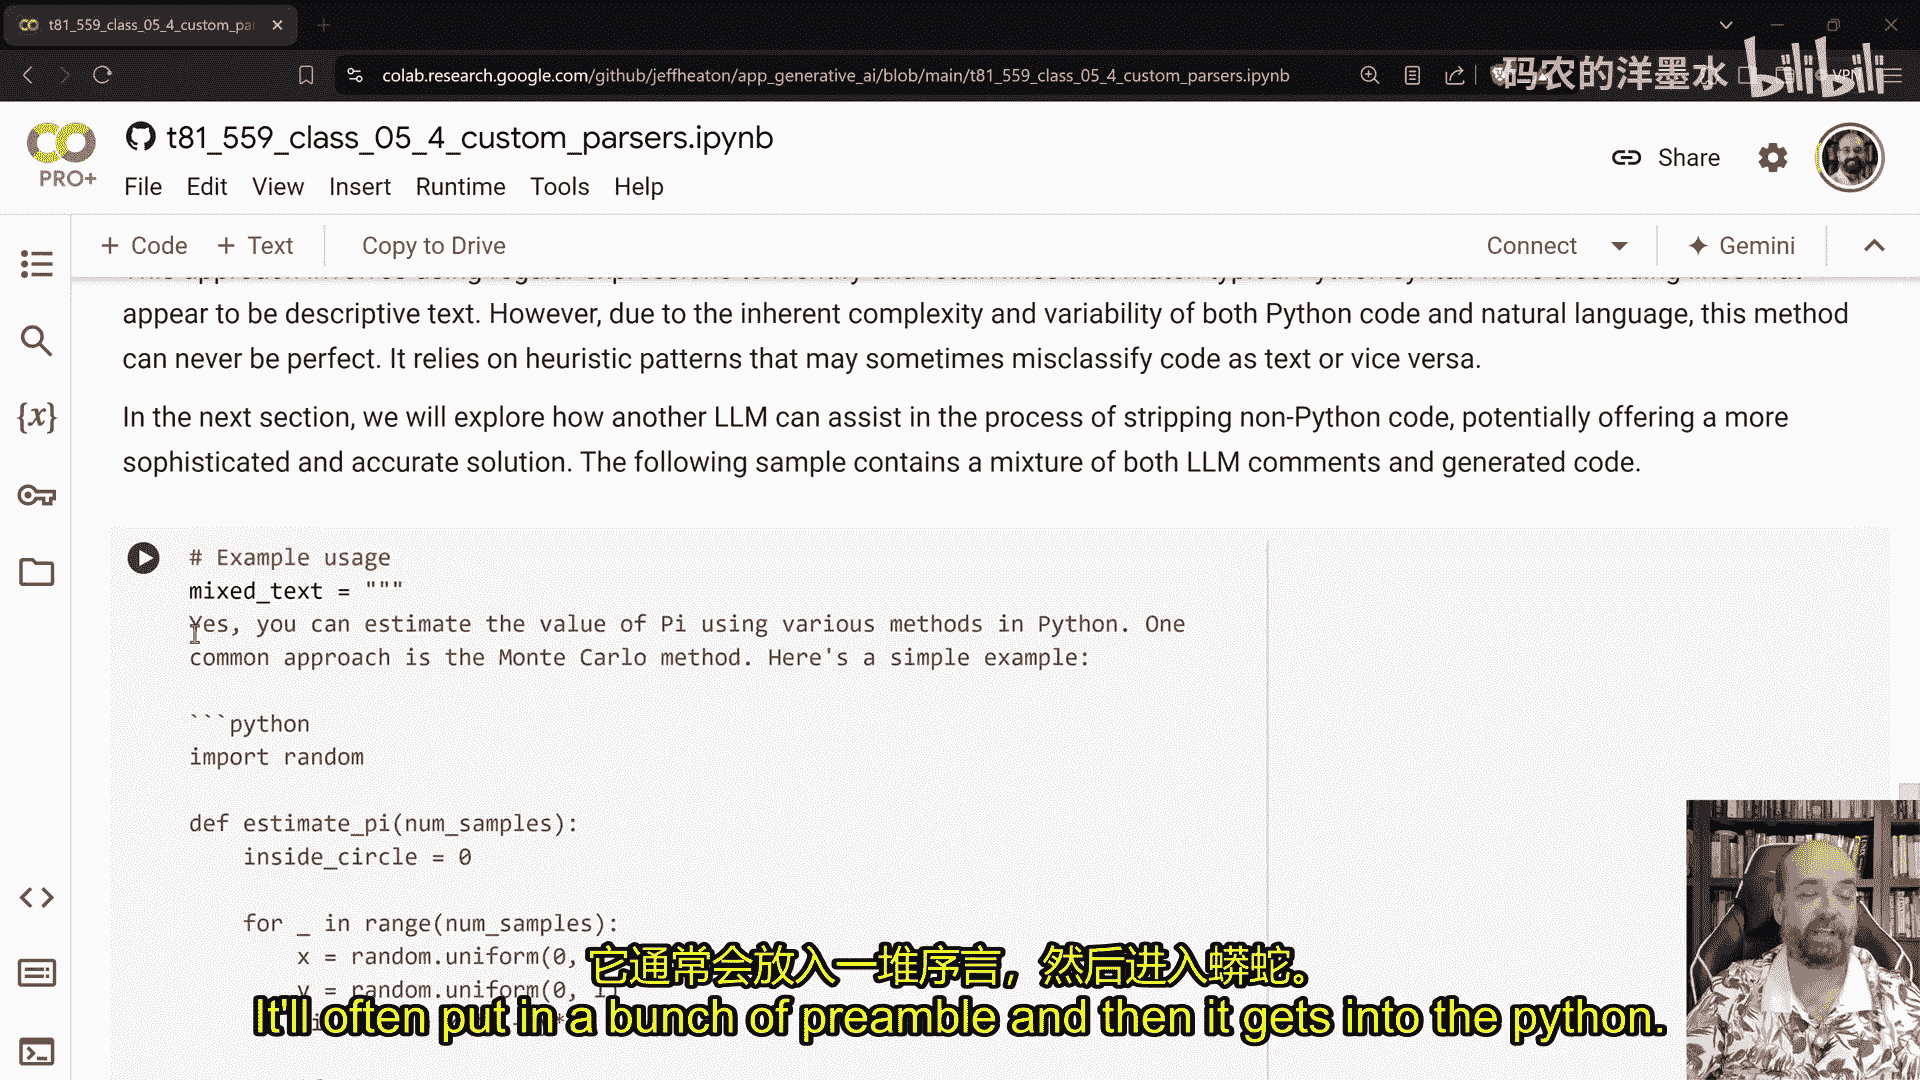 t81_559_class_05_4_custom_pa
colab.research.google.com/github/jeffheaton/app_generative_ai/blob/main/t81_559_class_05_4_custom_parsers.ipynb
码农的洋墨水 bilibili
VPN
t81_559_class_05_4_custom_parsers.ipynb
PRO+
File Edit View Insert Runtime Tools Help
Share
+ Code + Text Copy to Drive
Connect Gemini
appear to be descriptive text. However, due to the inherent complexity and variability of both Python code and natural language, this method
can never be perfect. It relies on heuristic patterns that may sometimes misclassify code as text or vice versa.
In the next section, we will explore how another LLM can assist in the process of stripping non-Python code, potentially offering a more
sophisticated and accurate solution. The following sample contains a mixture of both LLM comments and generated code.
# Example usage
mixed_text = """
Yes, you can estimate the value of Pi using various methods in Python. One
common approach is the Monte Carlo method. Here's a simple example:
```python
import random
def estimate_pi(num_samples):
inside_circle = 0
for _ in range(num_samples):
x = random.uniform(0,
y = random.uniform(0, 1)
它通常会放入一堆序言，然后进入蟒蛇。
It'll often put in a bunch of preamble and then it gets into the python.